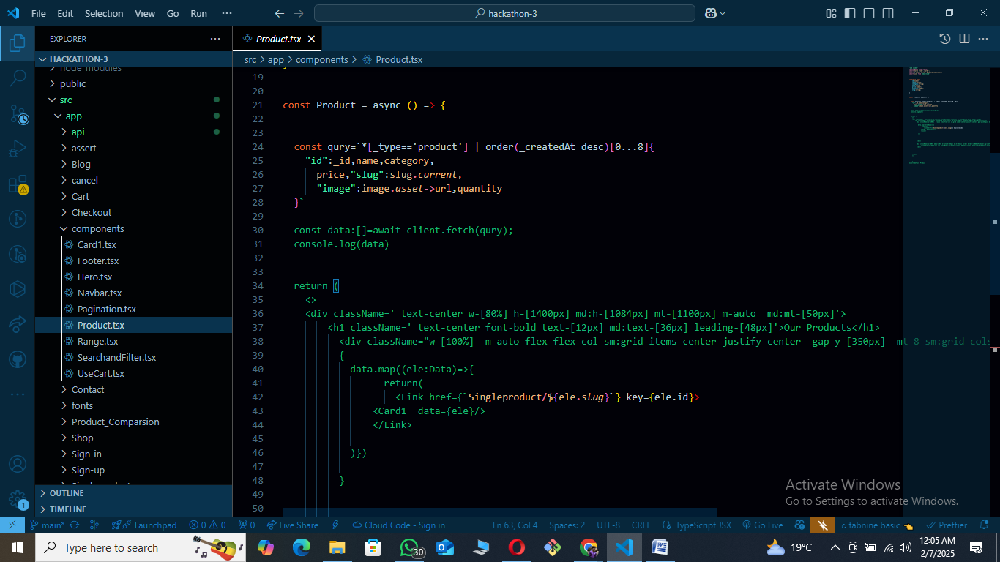 File Edit Selection View Go Run ··· hackathon-3
EXPLORER ···
Product.tsx
HACKATHON-3
src > app > components > Product.tsx
node_modules
public
src
app
api
assert
Blog
cancel
Cart
Checkout
components
Card1.tsx
Footer.tsx
Hero.tsx
Navbar.tsx
Pagination.tsx
Product.tsx
Range.tsx
SearchandFilter.tsx
UseCart.tsx
Contact
fonts
Product_Comparsion
Shop
Sign-in
Sign-up
OUTLINE
TIMELINE
19
20
21 const Product = async () => {
22
23
24 const qury=`*[_type=='product'] | order(_createdAt desc)[0...8]{
25 "id":_id,name,category,
26 price,"slug":slug.current,
27 "image":image.asset->url,quantity
28 }`
29
30 const data:[]=await client.fetch(qury);
31 console.log(data)
32
33
34 return (
35 <>
36 <div className=' text-center w-[80%] h-[1400px] md:h-[1084px] mt-[1100px] m-auto  md:mt-[50px]'>
37 <h1 className=' text-center font-bold text-[12px] md:text-[36px] leading-[48px]'>Our Products</h1>
38 <div className="w-[100%]  m-auto flex flex-col sm:grid items-center justify-center  gap-y-[350px]  mt-8 sm:grid-cols
39 {
40 data.map((ele:Data)=>{
41 return(
42 <Link href={`Singleproduct/${ele.slug}`} key={ele.id}>
43 <Card1  data={ele}/>
44 </Link>
45
46 )})
47
48 }
49
50
Activate Windows
Go to Settings to activate Windows.
main* Launchpad 0 0 0 Live Share Cloud Code - Sign in Ln 63, Col 4 Spaces: 2 UTF-8 CRLF TypeScript JSX Go Live tabnine basic Prettier
1
Type here to search
30
19°C
12:05 AM
2/7/2025